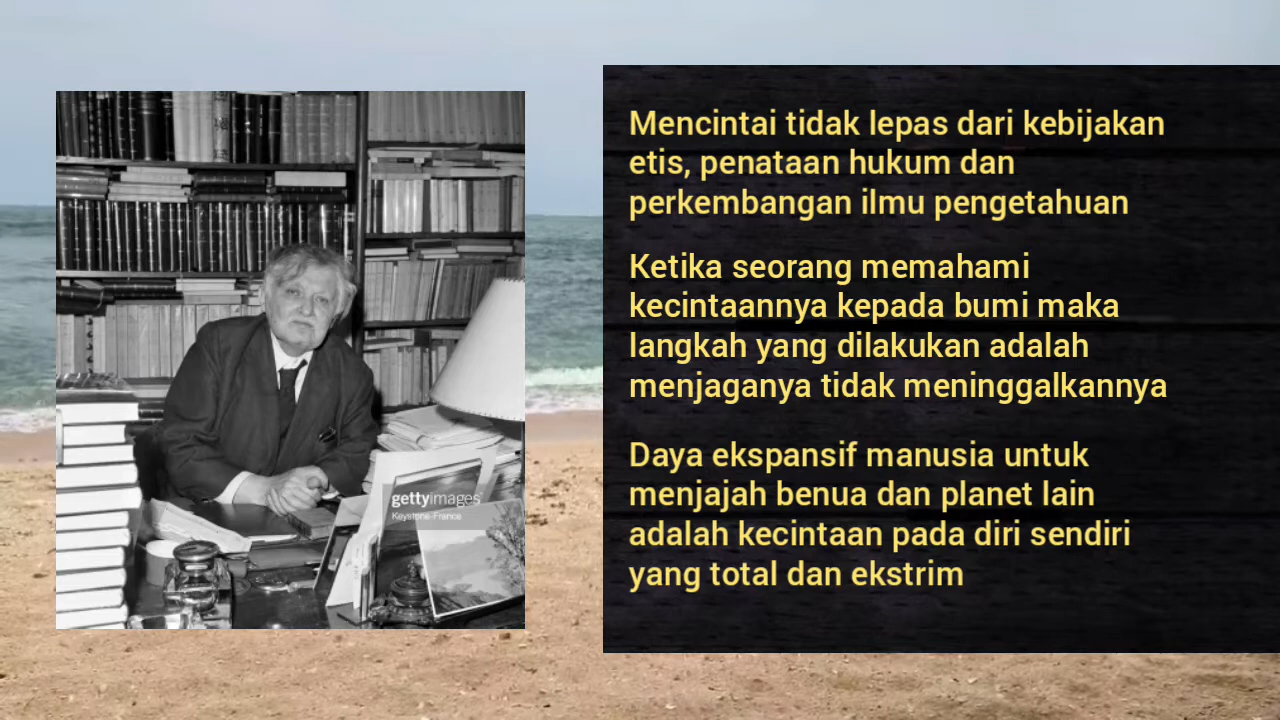 Mencintai tidak lepas dari kebijakan
etis, penataan hukum dan
perkembangan ilmu pengetahuan
Ketika seorang memahami
kecintaannya kepada bumi maka
langkah yang dilakukan adalah
menjaganya tidak meninggalkannya
Daya ekspansif manusia untuk
menjajah benua dan planet lain
adalah kecintaan pada diri sendiri
yang total dan ekstrim
gettyimages
Keystone-France